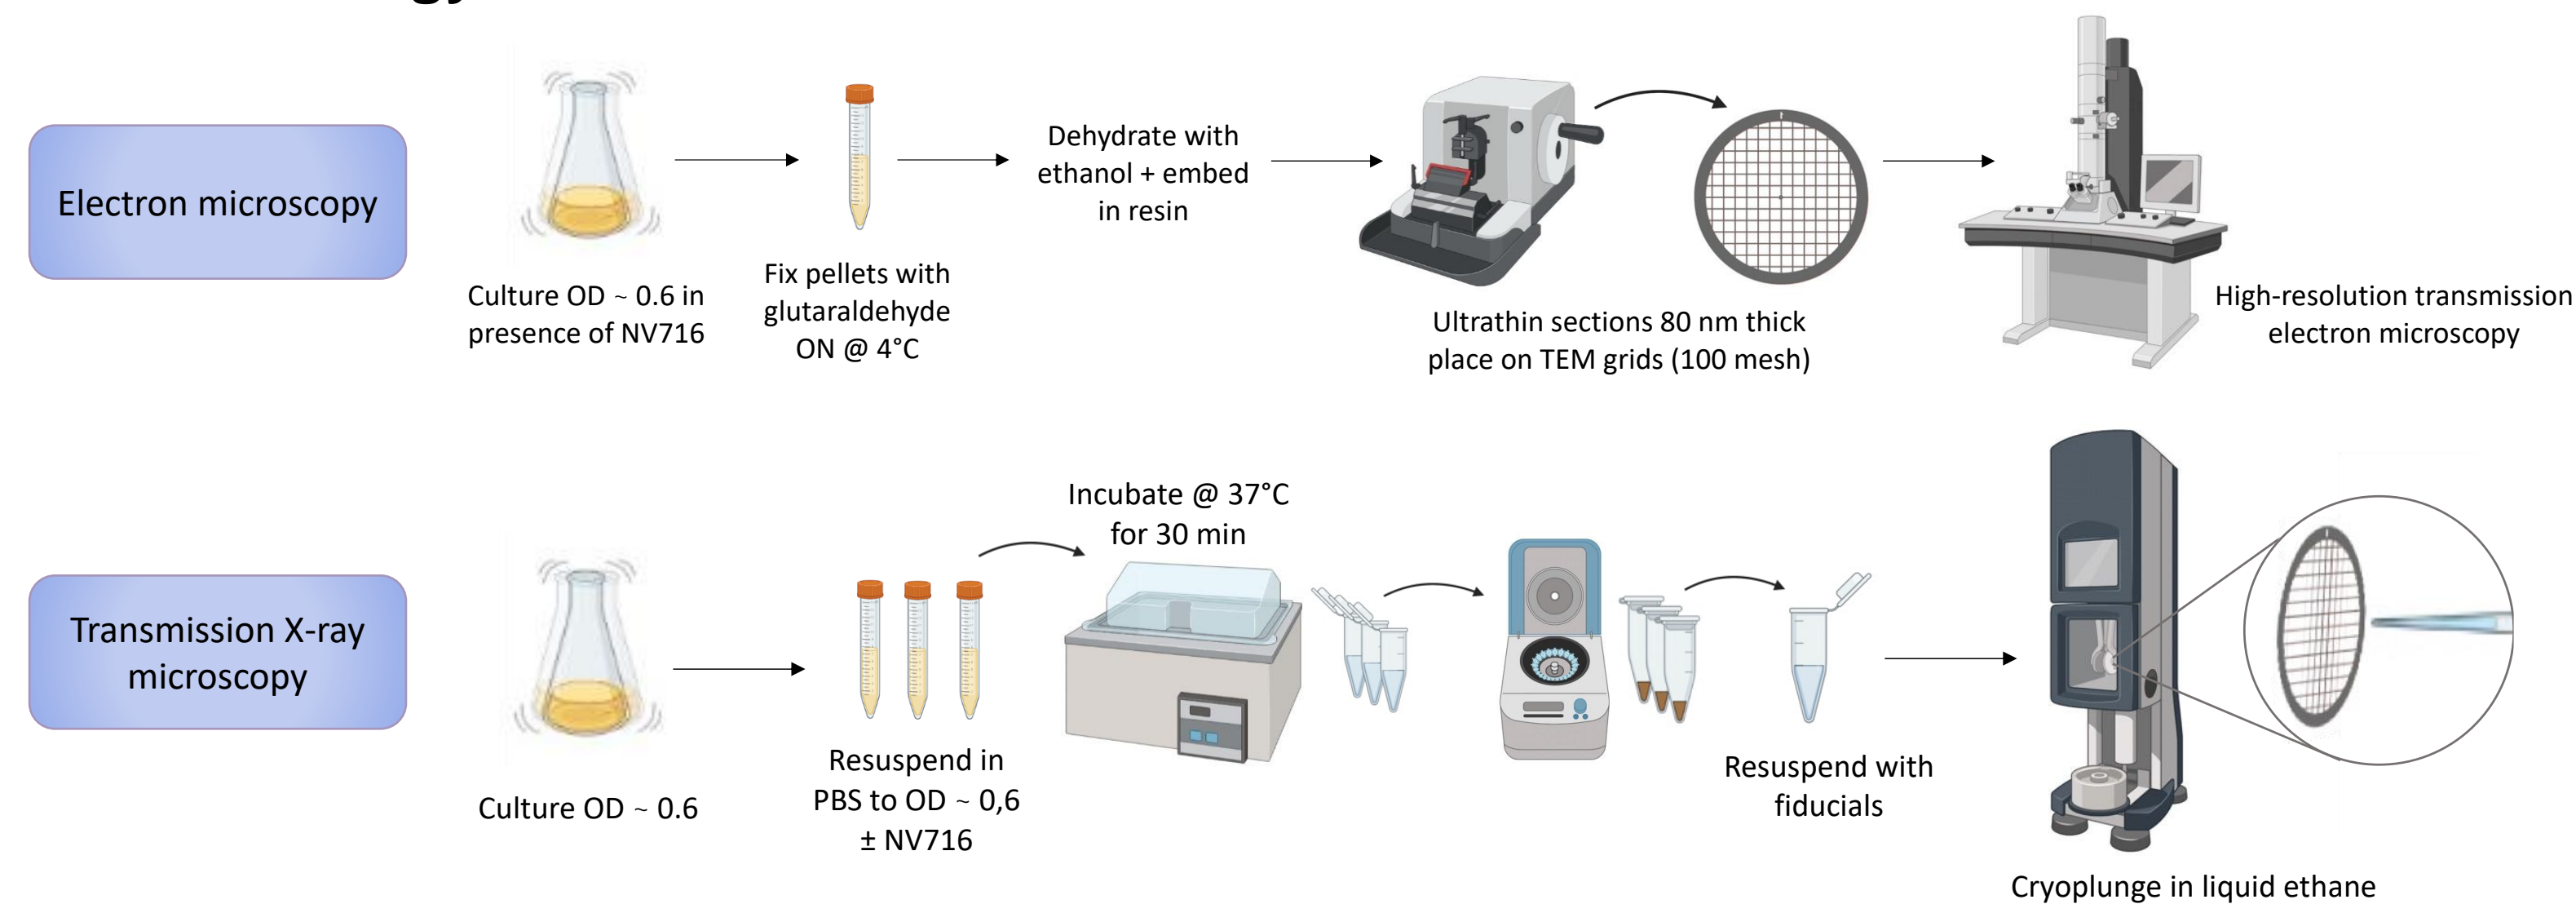 Electron microscopy
Culture OD ~ 0.6 in
presence of NV716
Fix pellets with
glutaraldehyde
ON @ 4°C
Dehydrate with
ethanol + embed
in resin
Ultrathin sections 80 nm thick
place on TEM grids (100 mesh)
High-resolution transmission
electron microscopy
Transmission X-ray
microscopy
Culture OD ~ 0.6
Resuspend in
PBS to OD ~ 0,6
± NV716
Incubate @ 37°C
for 30 min
Resuspend with
fiducials
Cryoplunge in liquid ethane